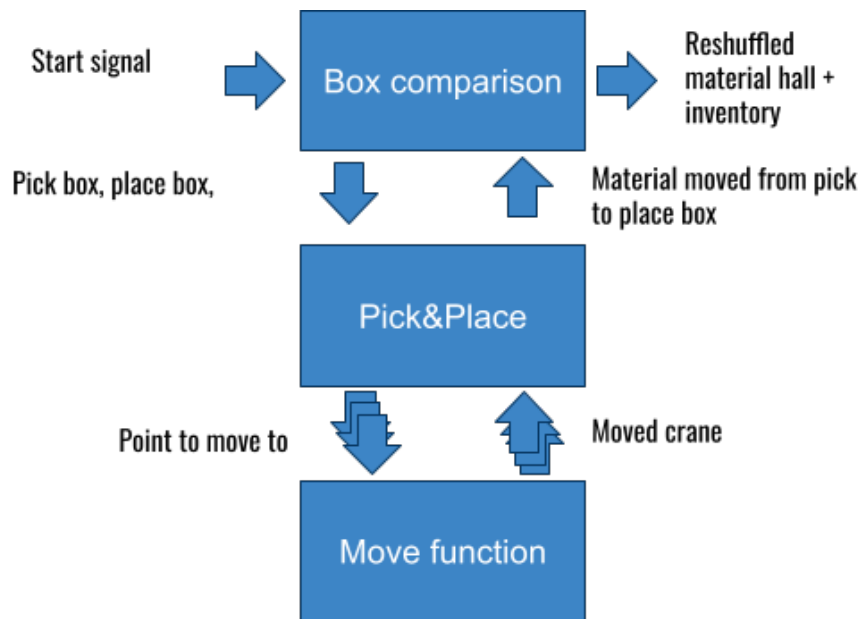 Start signal
Box comparison
Reshuffled
material hall +
inventory
Pick box, place box,
Material moved from pick
to place box
Pick&Place
Point to move to
Moved crane
Move function